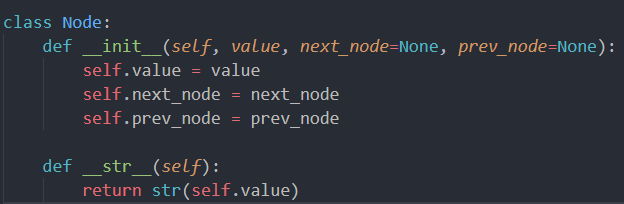 class Node:
    def __init__(self, value, next_node=None, prev_node=None):
        self.value = value
        self.next_node = next_node
        self.prev_node = prev_node

    def __str__(self):
        return str(self.value)